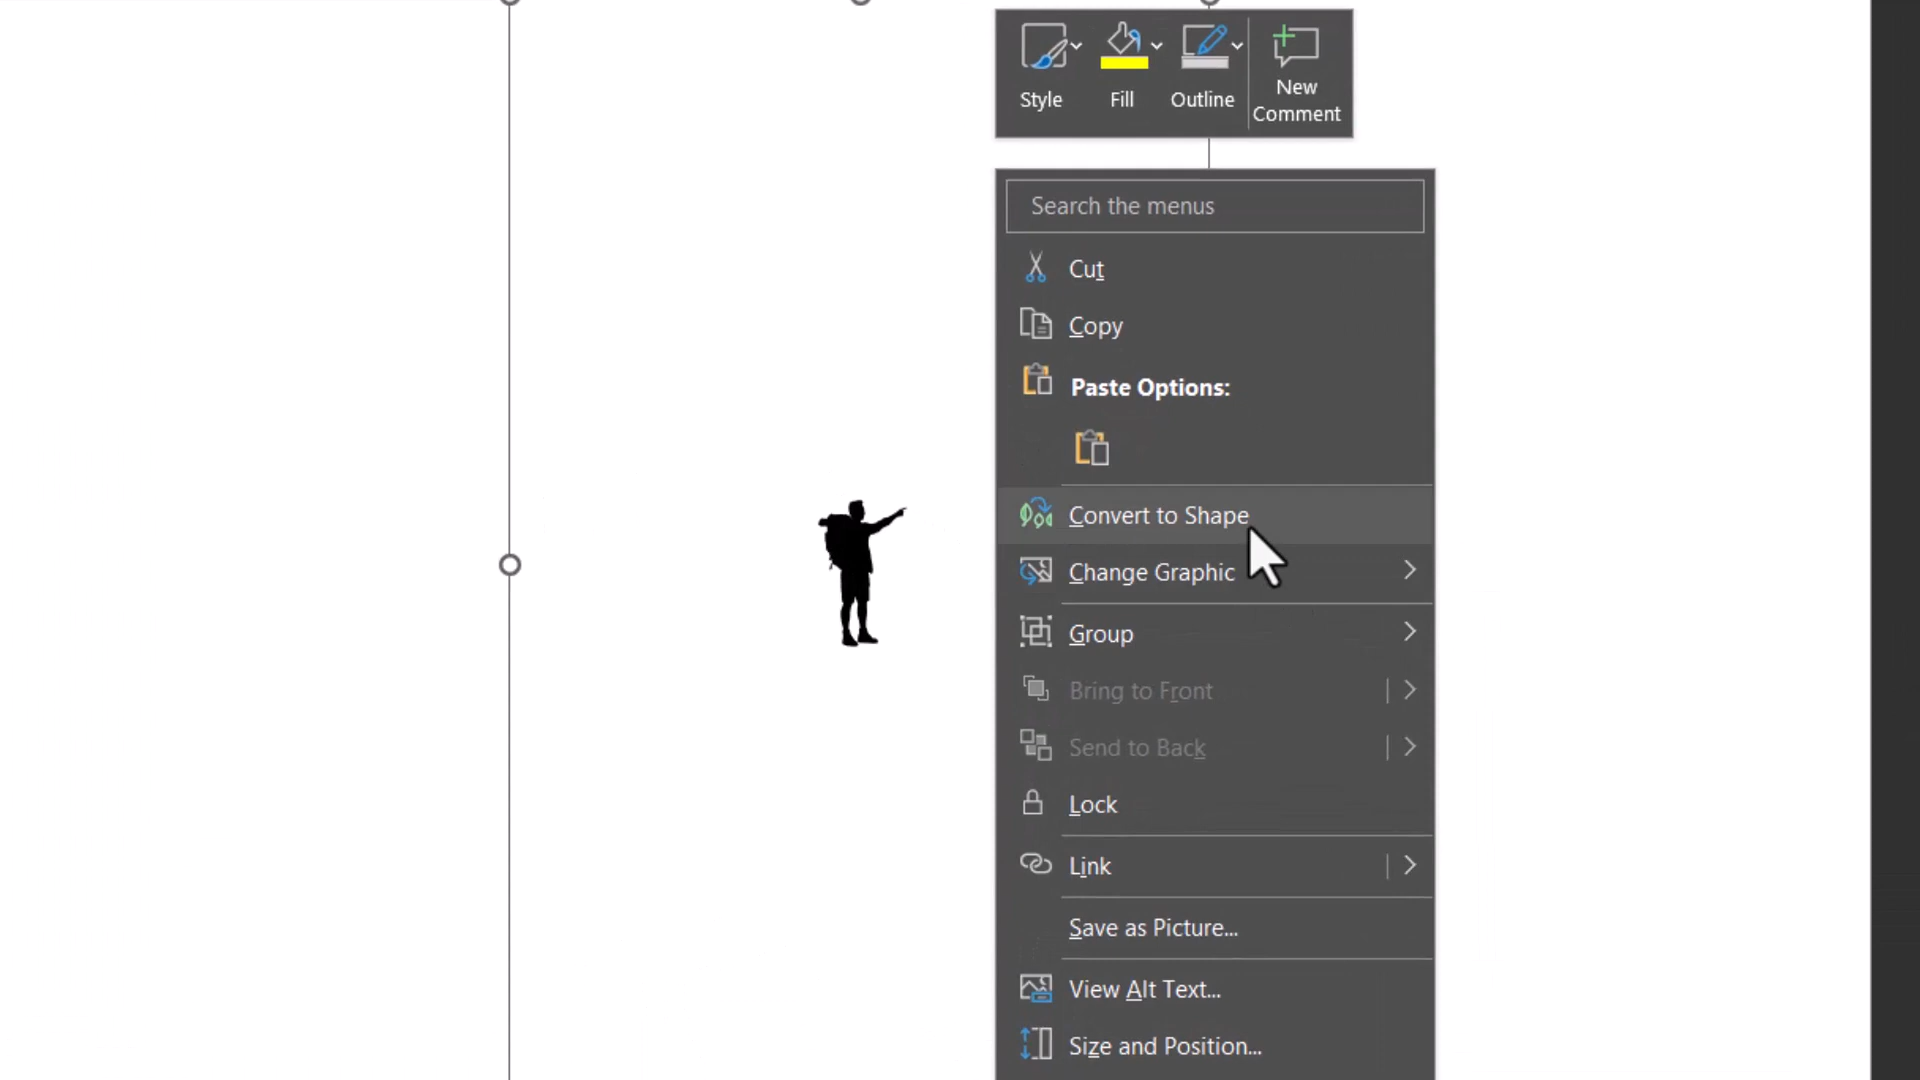 Style
Fill
Outline
New
Comment
Search the menus
Cut
Copy
Paste Options:
Convert to Shape
Change Graphic
Group
Bring to Front
Send to Back
Lock
Link
Save as Picture...
View Alt Text...
Size and Position...